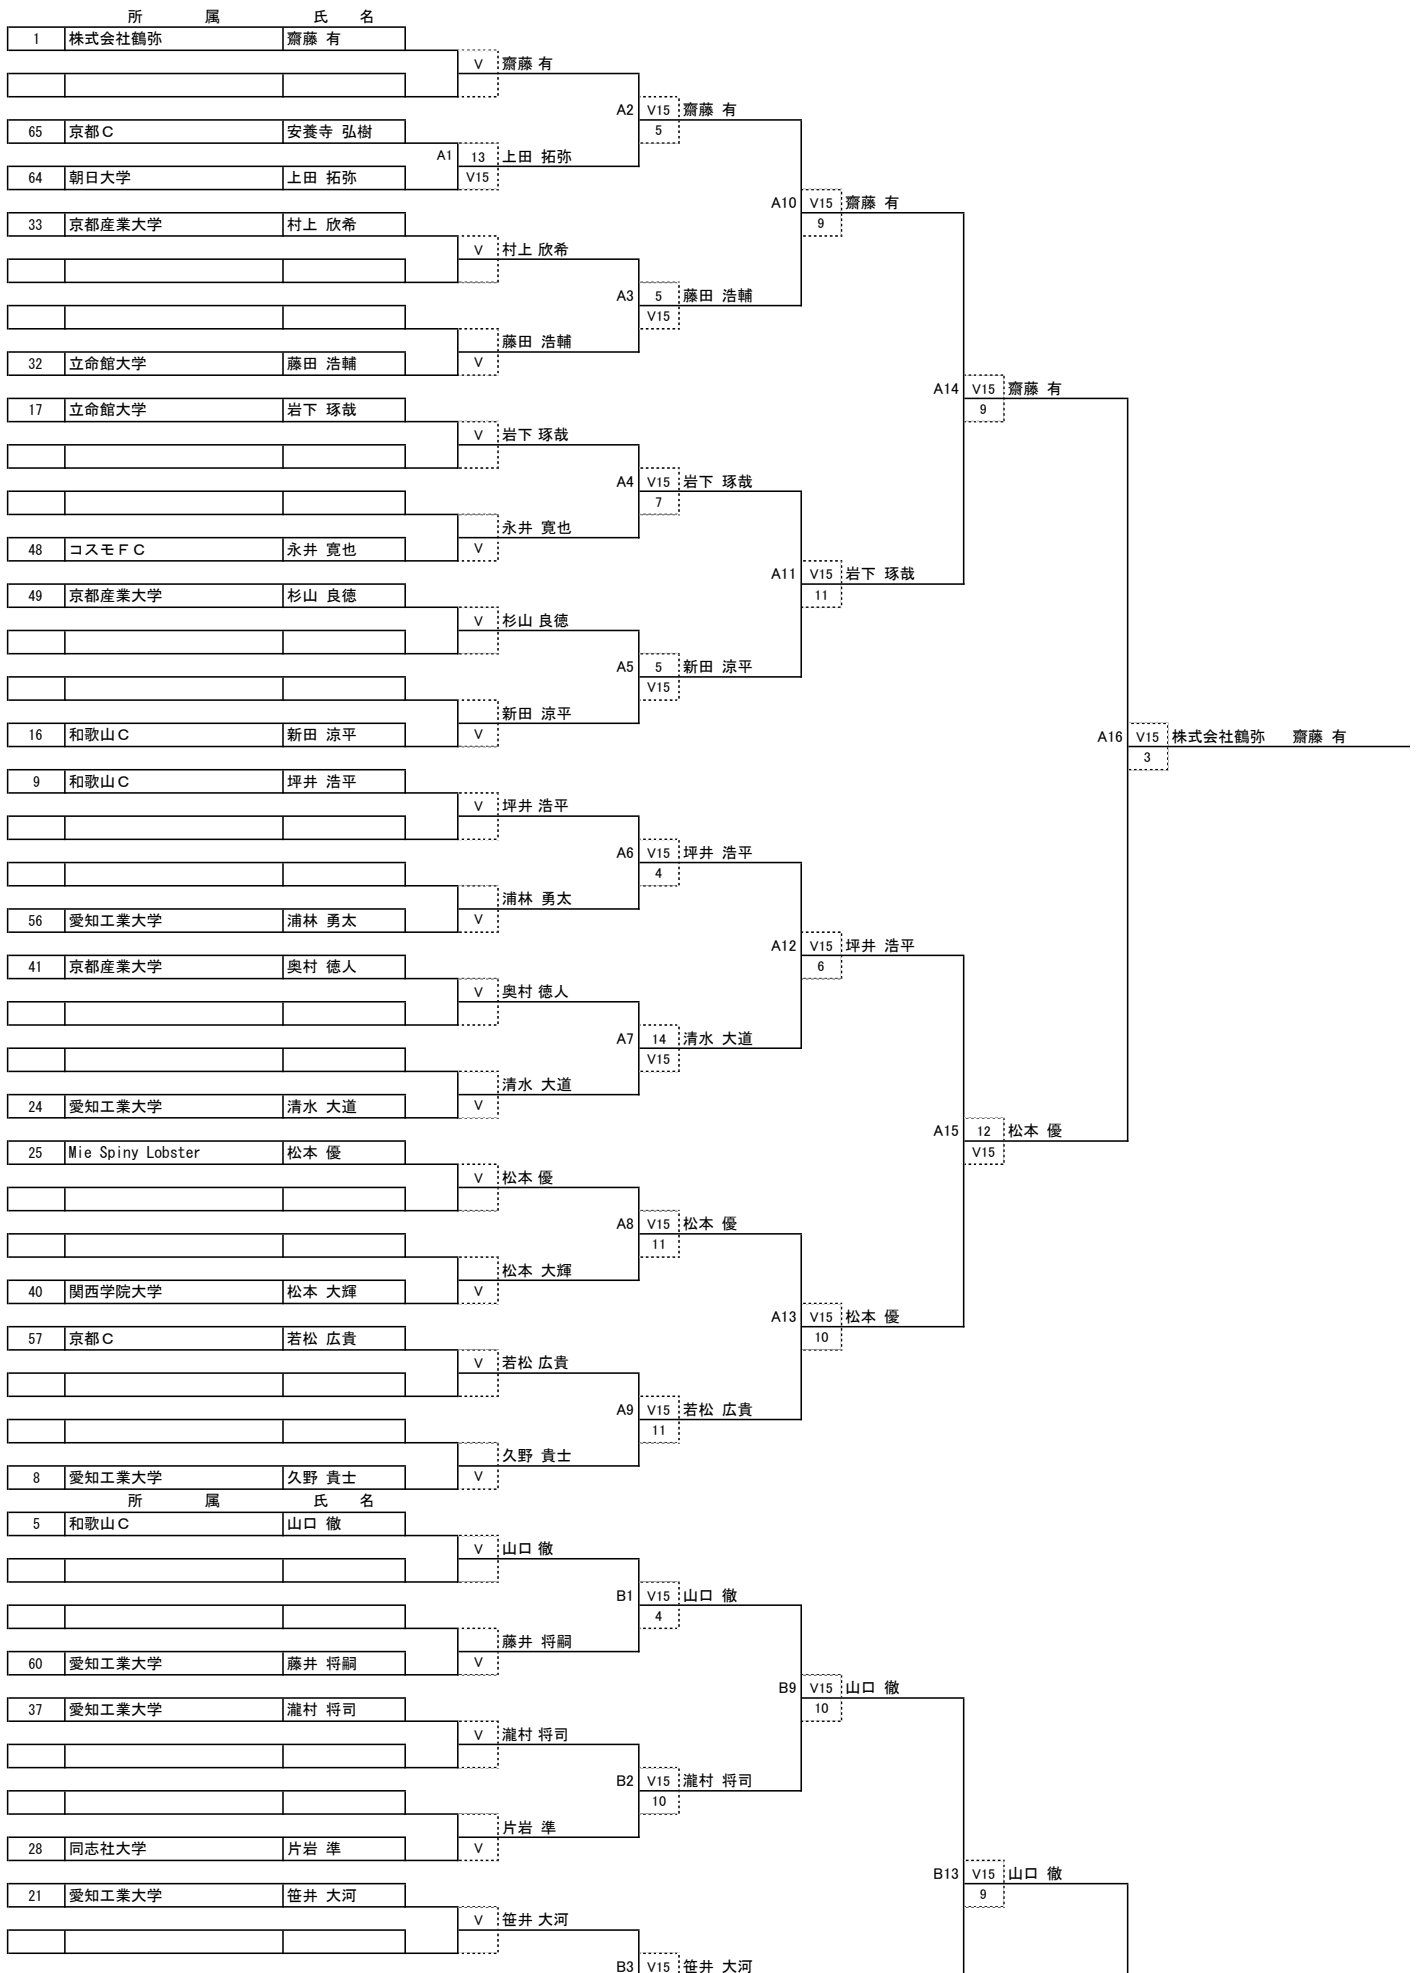 所 属 氏 名
1 株式会社鶴弥 齋藤 有
V 齋藤 有
A2 V15 齋藤 有
5
65 京都C 安養寺 弘樹
A1 13 上田 拓弥
V15
64 朝日大学 上田 拓弥
A10 V15 齋藤 有
9
33 京都産業大学 村上 欣希
V 村上 欣希
A3 5 藤田 浩輔
V15
藤田 浩輔
V
32 立命館大学 藤田 浩輔
A14 V15 齋藤 有
9
17 立命館大学 岩下 琢哉
V 岩下 琢哉
A4 V15 岩下 琢哉
7
永井 寛也
V
48 コスモFC 永井 寛也
A11 V15 岩下 琢哉
11
49 京都産業大学 杉山 良徳
V 杉山 良徳
A5 5 新田 涼平
V15
新田 涼平
V
16 和歌山C 新田 涼平
A16 V15 株式会社鶴弥 齋藤 有
3
9 和歌山C 坪井 浩平
V 坪井 浩平
A6 V15 坪井 浩平
4
浦林 勇太
V
56 愛知工業大学 浦林 勇太
A12 V15 坪井 浩平
6
41 京都産業大学 奥村 徳人
V 奥村 徳人
A7 14 清水 大道
V15
清水 大道
V
24 愛知工業大学 清水 大道
A15 12 松本 優
V15
25 Mie Spiny Lobster 松本 優
V 松本 優
A8 V15 松本 優
11
松本 大輝
V
40 関西学院大学 松本 大輝
A13 V15 松本 優
10
57 京都C 若松 広貴
V 若松 広貴
A9 V15 若松 広貴
11
久野 貴士
V
8 愛知工業大学 久野 貴士
所 属 氏 名
5 和歌山C 山口 徹
V 山口 徹
B1 V15 山口 徹
4
藤井 将嗣
V
60 愛知工業大学 藤井 将嗣
B9 V15 山口 徹
10
37 愛知工業大学 瀧村 将司
V 瀧村 将司
B2 V15 瀧村 将司
10
片岩 準
V
28 同志社大学 片岩 準
B13 V15 山口 徹
9
21 愛知工業大学 笹井 大河
V 笹井 大河
B3 V15 笹井 大河